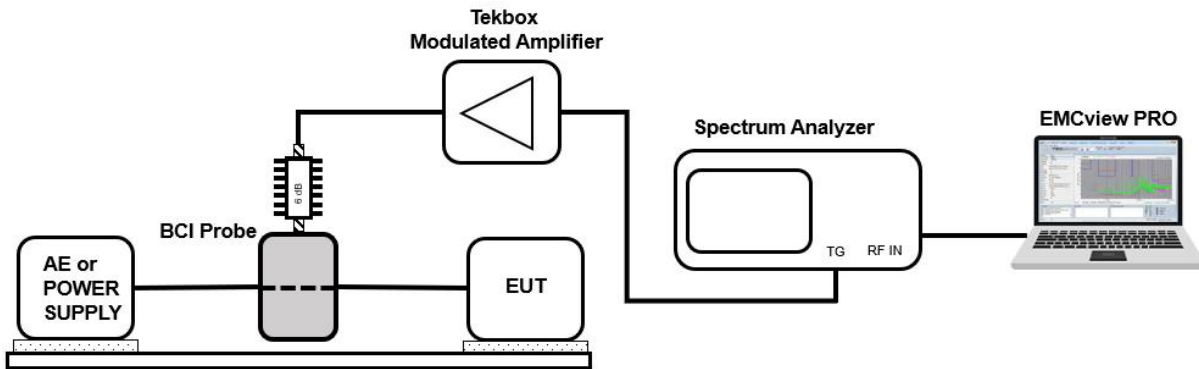 Tekbox
Modulated Amplifier
Spectrum Analyzer
EMCview PRO
6 dB
BCI Probe
TG
RF IN
AE or
POWER
SUPPLY
EUT